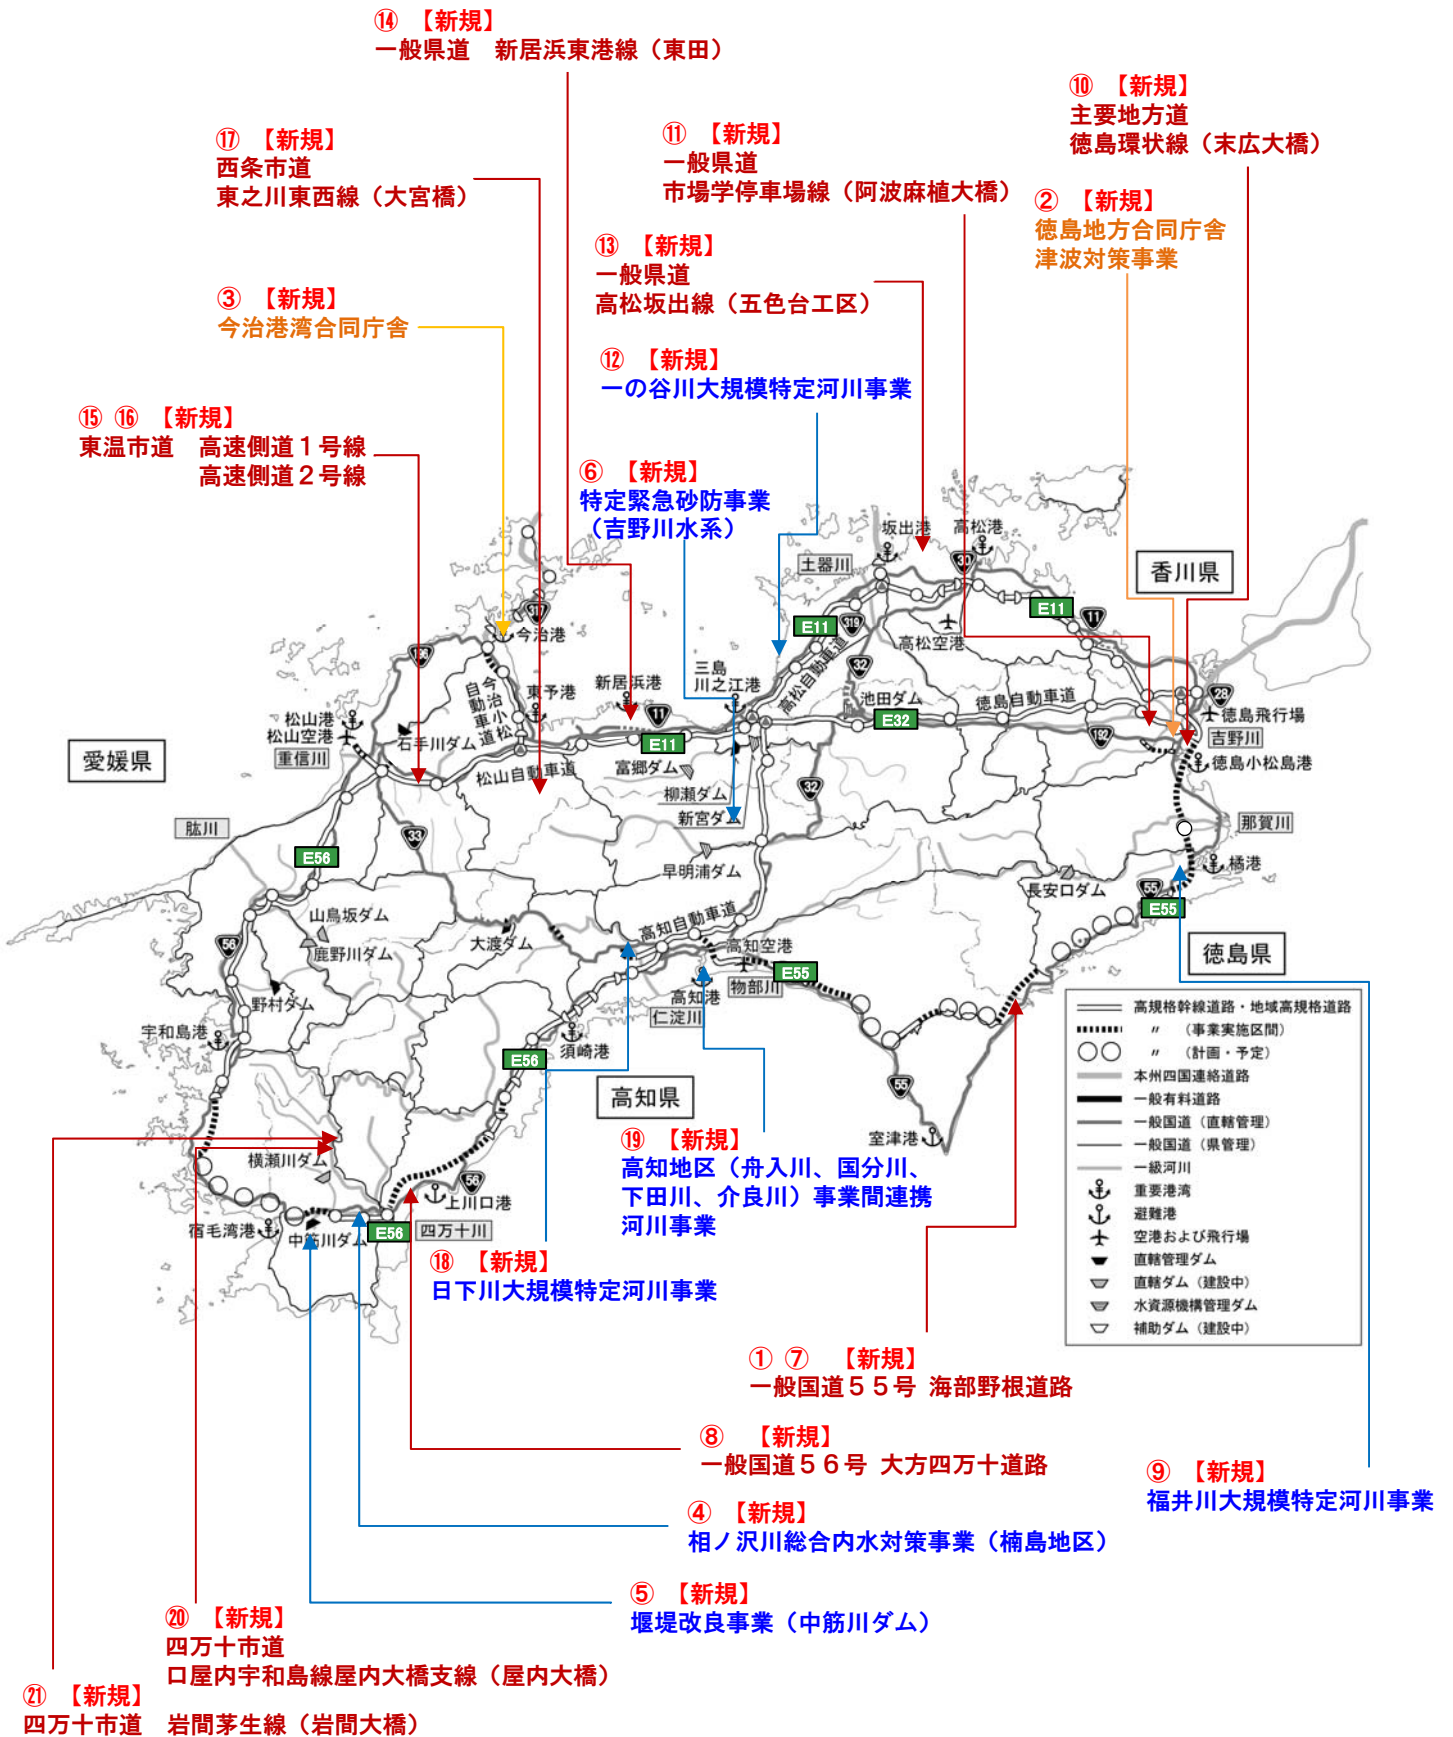 ⑭ 【新規】
一般県道 新居浜東港線（東田）
⑩ 【新規】
主要地方道
徳島環状線（末広大橋）
⑰ 【新規】
西条市道
東之川東西線（大宮橋）
⑪ 【新規】
一般県道
市場学停車場線（阿波麻植大橋）
② 【新規】
徳島地方合同庁舎
津波対策事業
⑬ 【新規】
一般県道
高松坂出線（五色台工区）
③ 【新規】
今治港湾合同庁舎
⑫ 【新規】
一の谷川大規模特定河川事業
⑮ ⑯ 【新規】
東温市道 高速側道１号線
高速側道２号線
⑥ 【新規】
特定緊急砂防事業
（吉野川水系）
坂出港
高松港
土器川
30
香川県
E11
319
E11
11
高松空港
317
今治港
196
32
高松自動車道
三島
川之江港
新居浜港
東予港
今治小松
自動車道
池田ダム
徳島自動車道
28
徳島飛行場
E32
11
松山港
松山空港
重信川
石手川ダム
E11
192
吉野川
徳島小松島港
愛媛県
松山自動車道
富郷ダム
柳瀬ダム
新宮ダム
32
肱川
33
那賀川
E56
早明浦ダム
橘港
長安口ダム
55
E55
山鳥坂ダム
鹿野川ダム
大渡ダム
高知自動車道
高知空港
56
徳島県
野村ダム
高知港
物部川
E55
仁淀川
宇和島港
須崎港
E56
高知県
55
室津港
高規格幹線道路・地域高規格道路
〃 （事業実施区間）
〃 （計画・予定）
本州四国連絡道路
一般有料道路
一般国道（直轄管理）
一般国道（県管理）
一級河川
重要港湾
避難港
空港および飛行場
直轄管理ダム
直轄ダム（建設中）
水資源機構管理ダム
補助ダム（建設中）
横瀬川ダム
56
上川口港
宿毛湾港
中筋川ダム
E56
四万十川
⑲ 【新規】
高知地区（舟入川、国分川、
下田川、介良川）事業間連携
河川事業
⑱ 【新規】
日下川大規模特定河川事業
① ⑦ 【新規】
一般国道５５号 海部野根道路
⑧ 【新規】
一般国道５６号 大方四万十道路
⑨ 【新規】
福井川大規模特定河川事業
④ 【新規】
相ノ沢川総合内水対策事業（楠島地区）
⑤ 【新規】
堰堤改良事業（中筋川ダム）
⑳ 【新規】
四万十市道
口屋内宇和島線屋内大橋支線（屋内大橋）
㉑ 【新規】
四万十市道 岩間茅生線（岩間大橋）